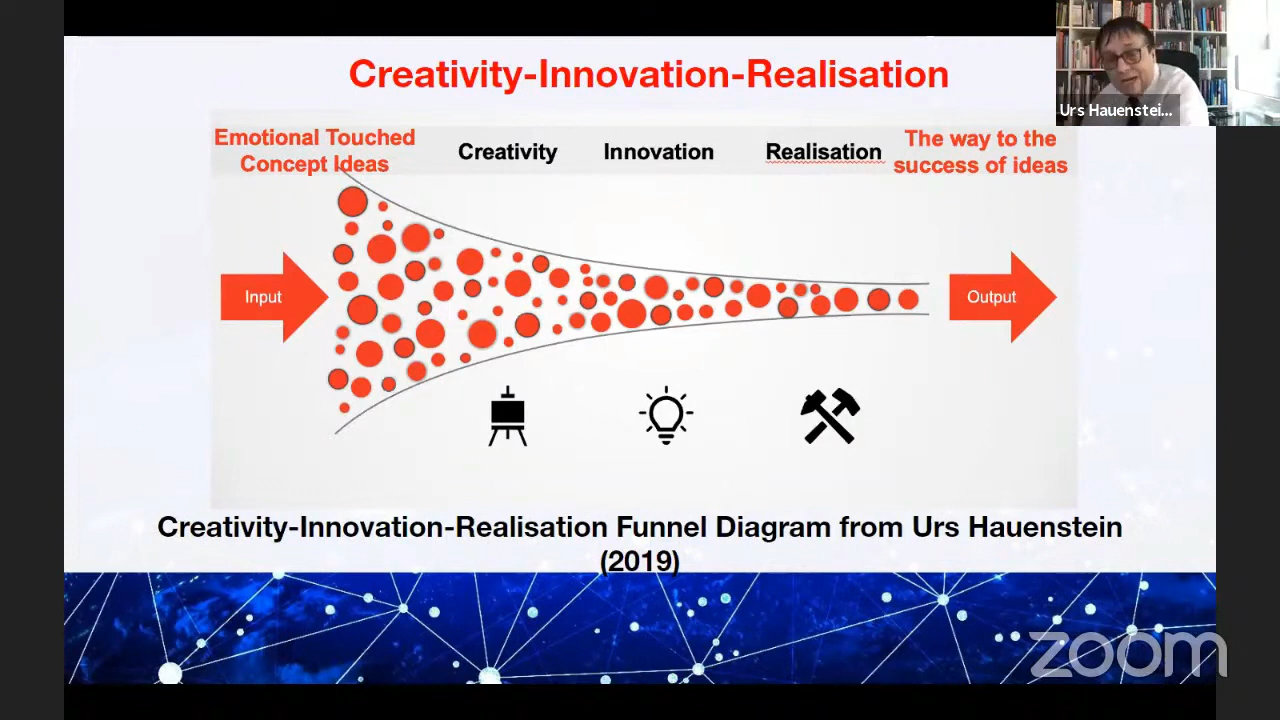 Creativity-Innovation-Realisation
Urs Hauenstei...
Emotional Touched
Concept Ideas
Creativity
Innovation
Realisation
The way to the
success of ideas
Input
Output
Creativity-Innovation-Realisation Funnel Diagram from Urs Hauenstein
(2019)
zoom